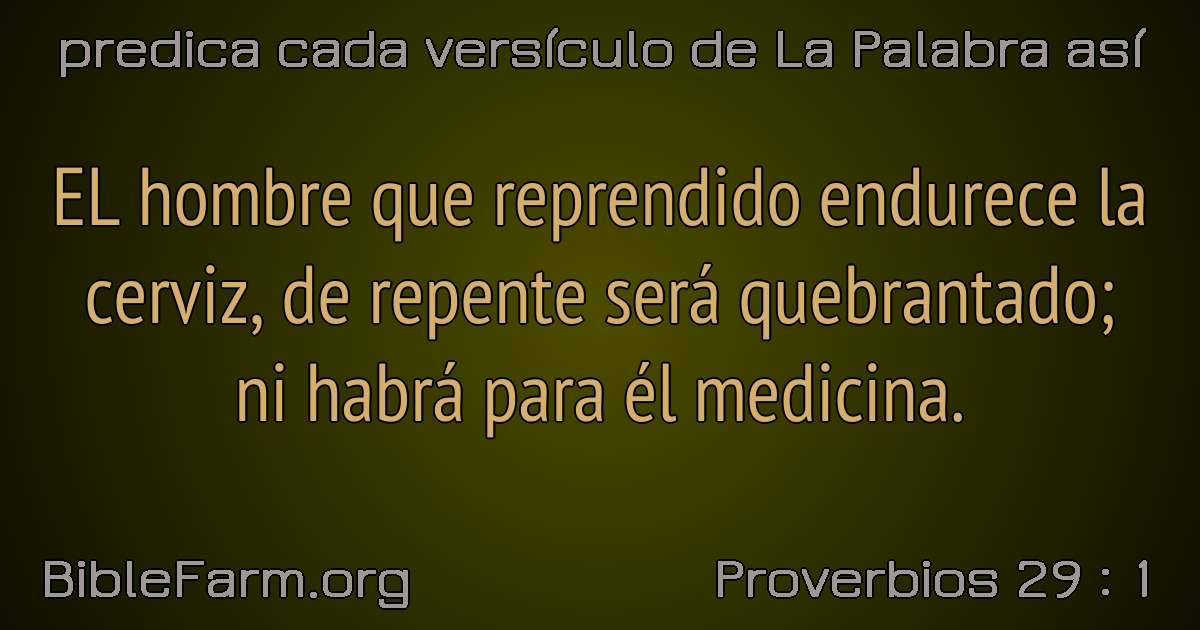 predica cada versículo de La Palabra así
EL hombre que reprendido endurece la
cerviz, de repente será quebrantado;
ni habrá para él medicina.
BibleFarm.org
Proverbios 29 : 1